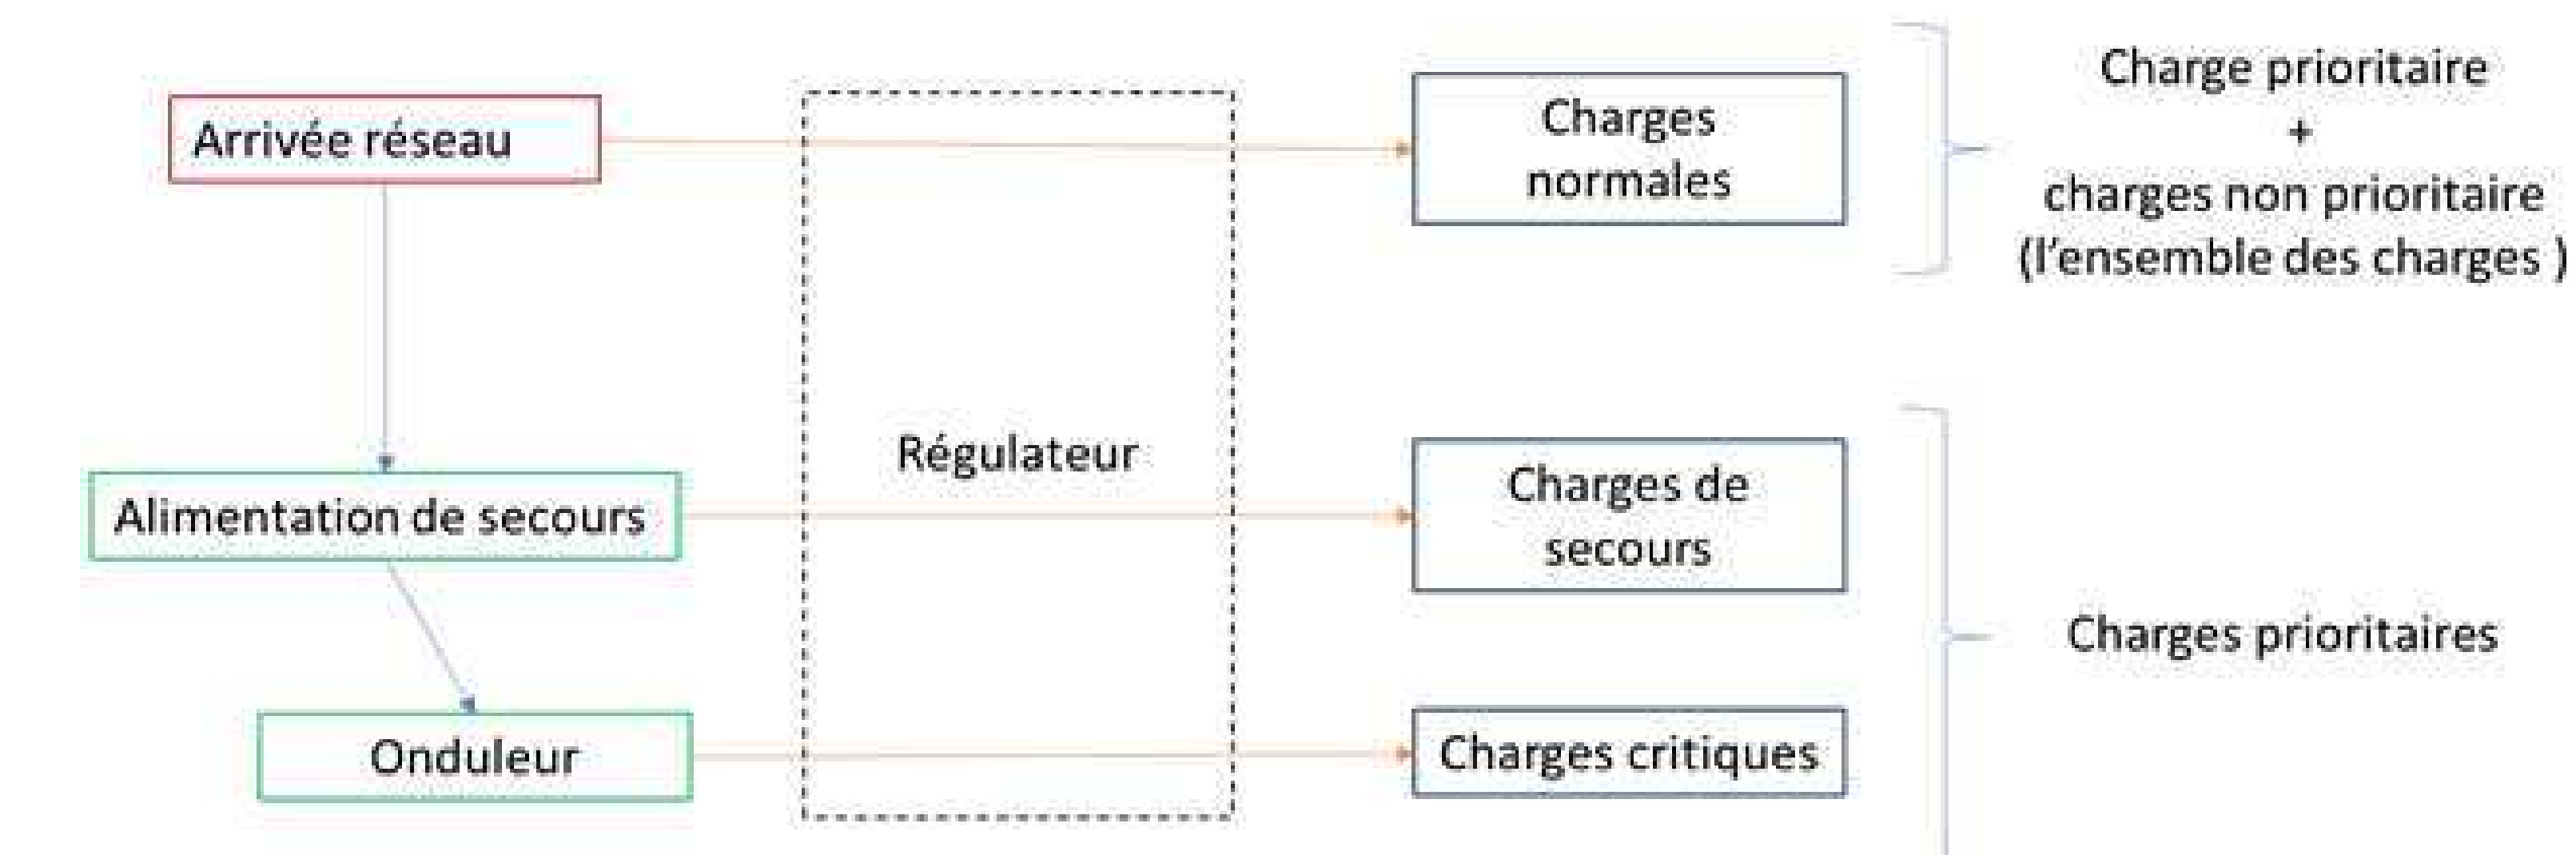 Arrivée réseau
Charges
normales
Charge prioritaire
+
charges non prioritaire
(l'ensemble des charges )
Alimentation de secours
Régulateur
Charges de
secours
Charges prioritaires
Onduleur
Charges critiques